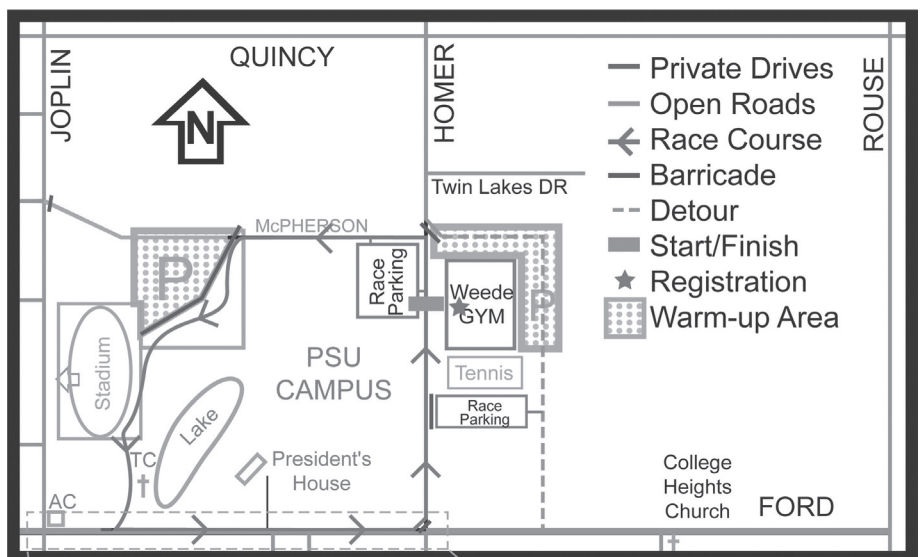 QUINCY
JOPLIN
HOMER
ROUSE
N
Private Drives
Open Roads
Race Course
Barricade
Detour
Start/Finish
Registration
Warm-up Area
Twin Lakes DR
McPHERSON
P
Race
Parking
Weede
GYM
P
Stadium
PSU
CAMPUS
Tennis
Lake
Race
Parking
TC
President's
House
College
Heights
Church
AC
FORD